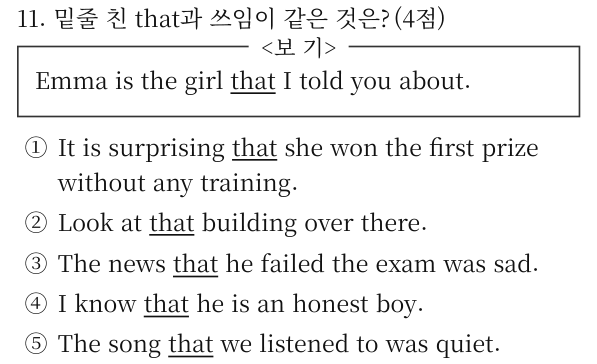 11. 밑줄 친 that과 쓰임이 같은 것은?(4점)
<보 기>
Emma is the girl that I told you about.
① It is surprising that she won the first prize
without any training.
② Look at that building over there.
③ The news that he failed the exam was sad.
④ I know that he is an honest boy.
⑤ The song that we listened to was quiet.